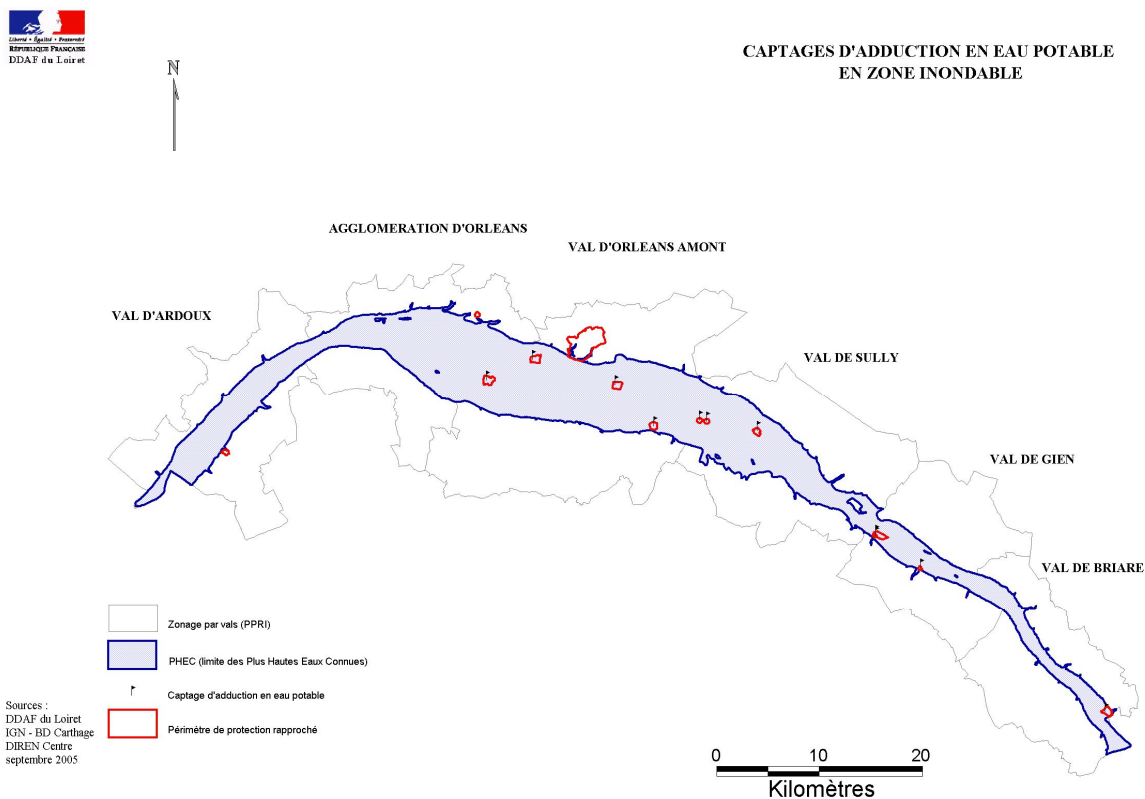 Liberté • Égalité • Fraternité
RÉPUBLIQUE FRANÇAISE
DDAF du Loiret
N
CAPTAGES D'ADDUCTION EN EAU POTABLE
EN ZONE INONDABLE
AGGLOMERATION D'ORLEANS
VAL D'ORLEANS AMONT
VAL D'ARDOUX
VAL DE SULLY
VAL DE GIEN
VAL DE BRIARE
Zonage par vals (PPRI)
PHEC (limite des Plus Hautes Eaux Connues)
Captage d'adduction en eau potable
Périmètre de protection rapproché
Sources :
DDAF du Loiret
IGN - BD Carthage
DIREN Centre
septembre 2005
0 10 20
Kilomètres